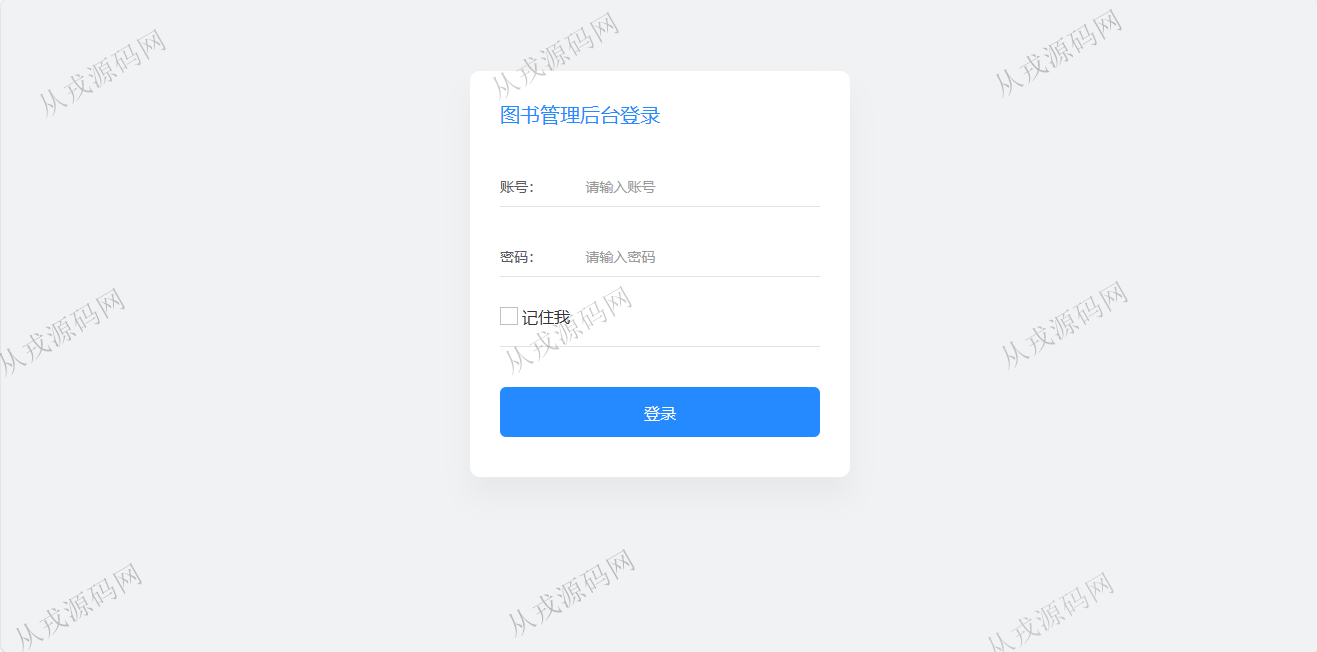 从戎源码网
从戎源码网
从戎源码网
图书管理后台登录
账号： 请输入账号
密码： 请输入密码
从戎源码网
记住我
从戎源码网
从戎源码网
登录
从戎源码网
从戎源码网
从戎源码网